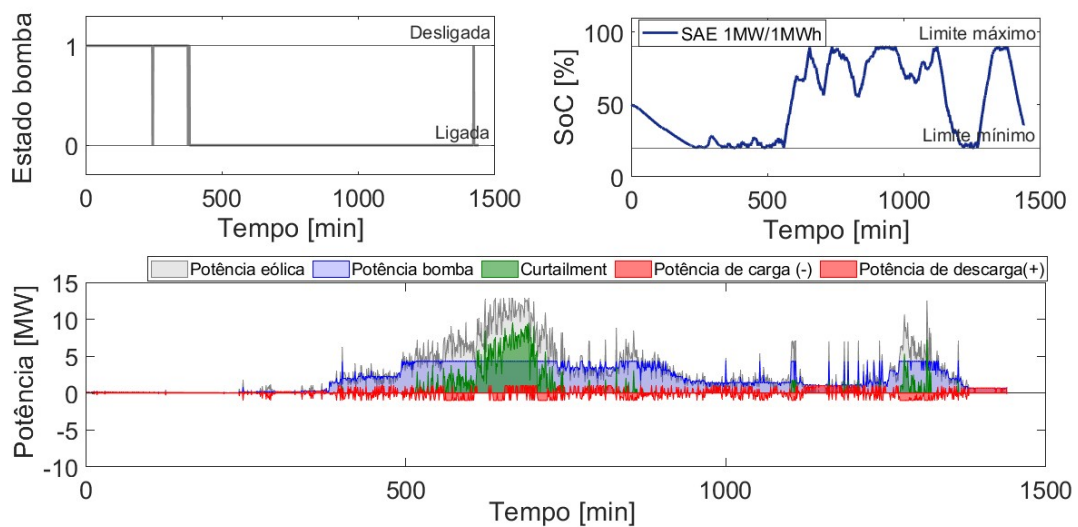 Estado bomba
1
0
Desligada
Ligada
0
500
1000
1500
Tempo [min]
SoC [%]
100
50
0
SAE 1MW/1MWh
Limite máximo
Limite mínimo
0
500
1000
1500
Tempo [min]
Potência eólica
Potência bomba
Curtailment
Potência de carga (-)
Potência de descarga(+)
Potência [MW]
15
10
5
0
-5
-10
0
500
1000
1500
Tempo [min]